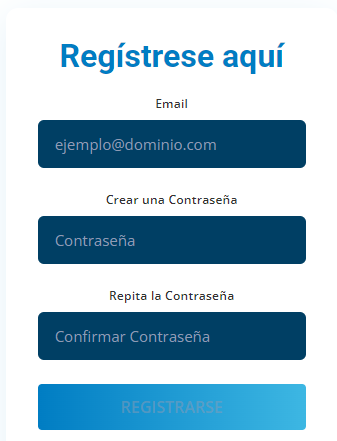 Regístrese aquí
Email
ejemplo@dominio.com
Crear una Contraseña
Contraseña
Repita la Contraseña
Confirmar Contraseña
REGISTRARSE